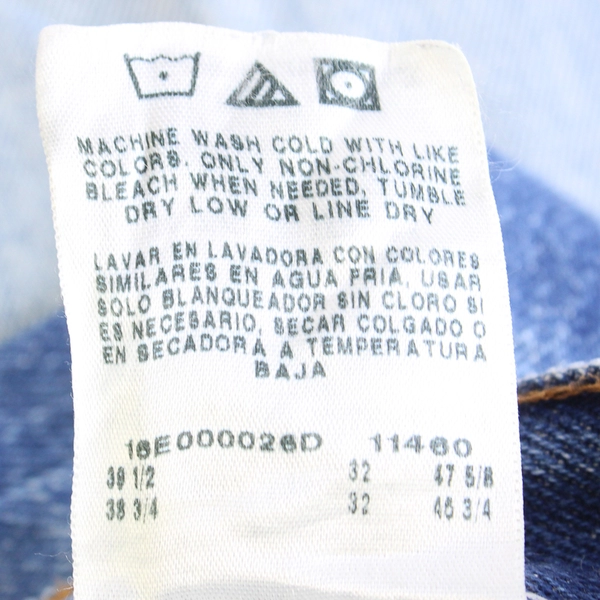 MACHINE WASH COLD WITH LIKE
COLORS. ONLY NON-CHLORINE
BLEACH WHEN NEEDED, TUMBLE
DRY LOW OR LINE DRY
LAVAR EN LAVADORA CON COLORES
SIMILARES EN AGUA FRIA, USAR
SOLO BLANQUEADOR SIN CLORO SI
ES NECESARIO, SECAR COLGADO O
EN SECADORA A TEMPERATURA
BAJA
16E000026D 11460
39 1/2 32 47 5/8
38 3/4 32 45 3/4